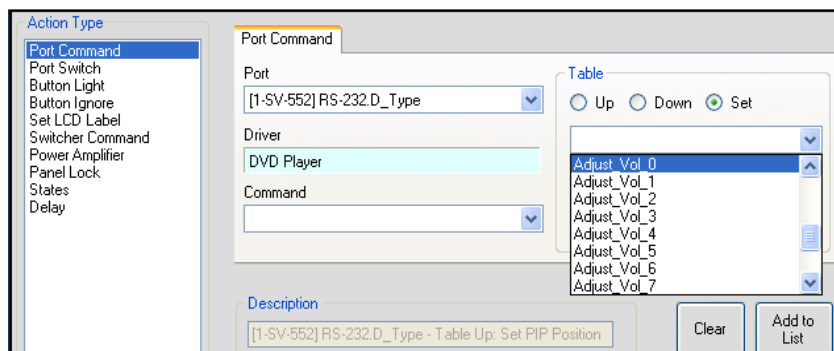 Action Type
Port Command
Port Switch
Button Light
Button Ignore
Set LCD Label
Switcher Command
Power Amplifier
Panel Lock
States
Delay
Port Command
Port
[1-SV-552] RS-232.D_Type
Driver
DVD Player
Command
Table
Up Down Set
Adjust_Vol_0
Adjust_Vol_1
Adjust_Vol_2
Adjust_Vol_3
Adjust_Vol_4
Adjust_Vol_5
Adjust_Vol_6
Adjust_Vol_7
Description
[1-SV-552] RS-232.D_Type - Table Up: Set PIP Position
Clear
Add to
List